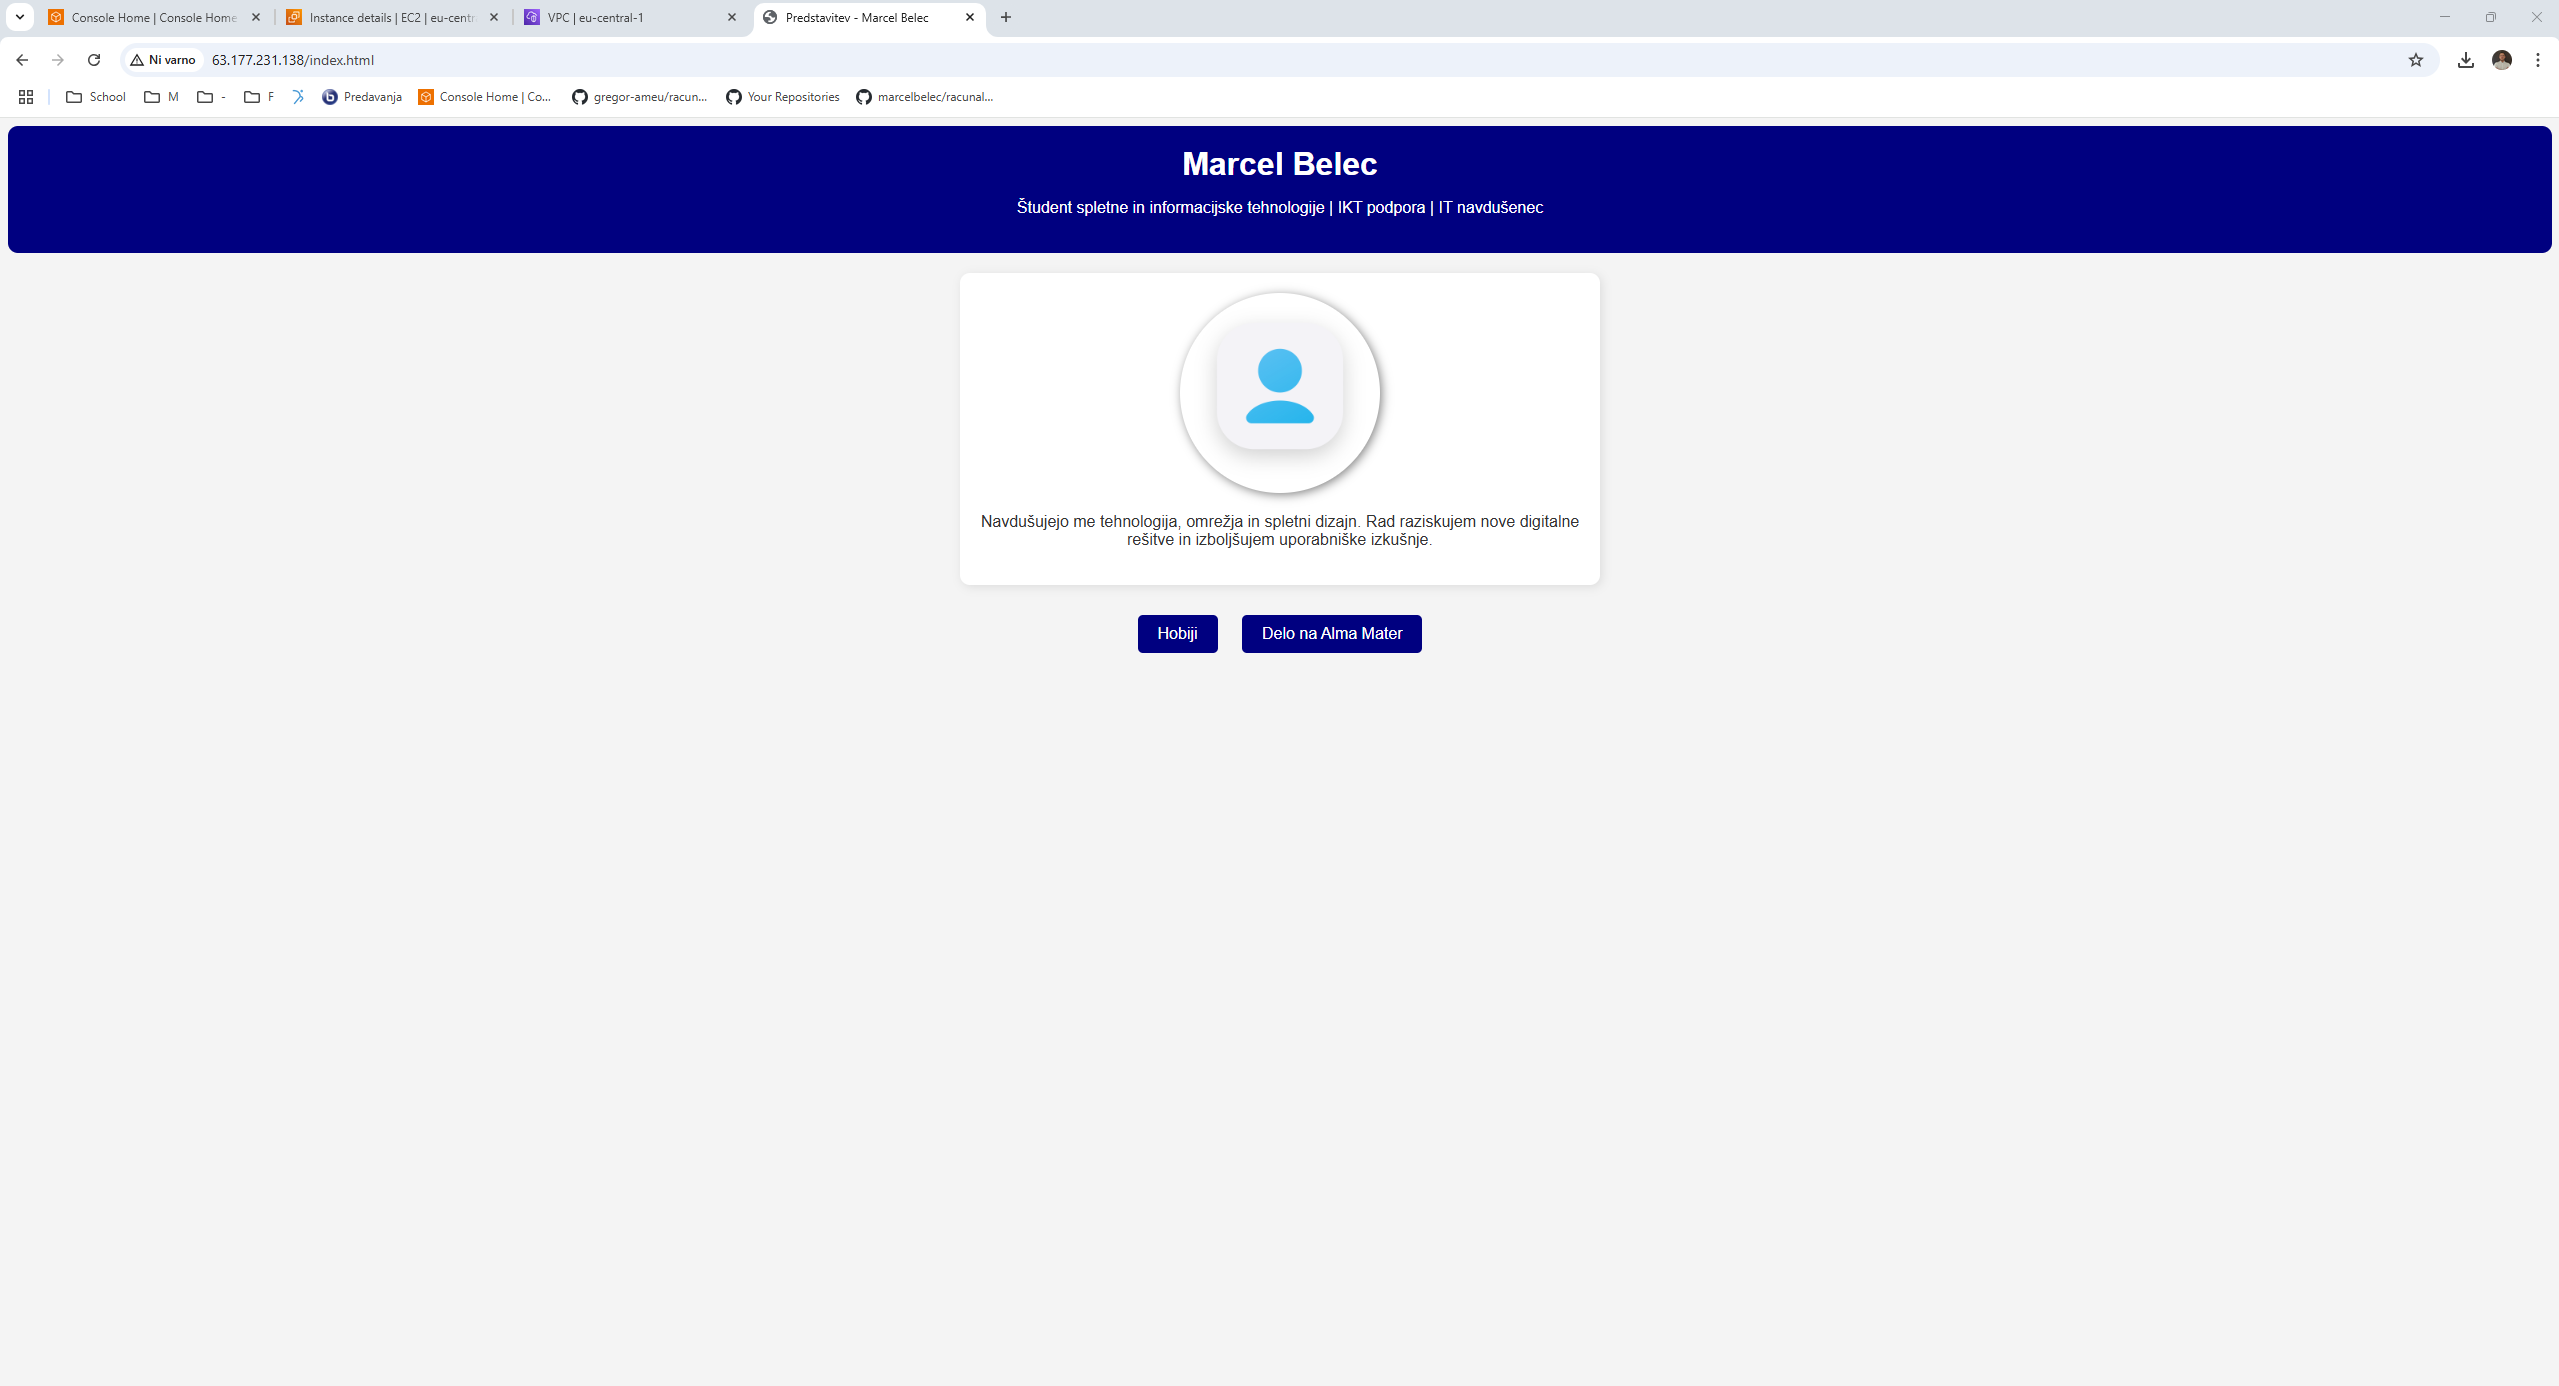 Console Home | Console Home
Instance details | EC2 | eu-centr
VPC | eu-central-1
Predstavitev - Marcel Belec
Ni varno
63.177.231.138/index.html
School
M
-
F
Predavanja
Console Home | Co...
gregor-ameu/racun...
Your Repositories
marcelbelec/racunal...
Marcel Belec
Študent spletne in informacijske tehnologije | IKT podpora | IT navdušenec
Navdušujejo me tehnologija, omrežja in spletni dizajn. Rad raziskujem nove digitalne
rešitve in izboljšujem uporabniške izkušnje.
Hobiji
Delo na Alma Mater